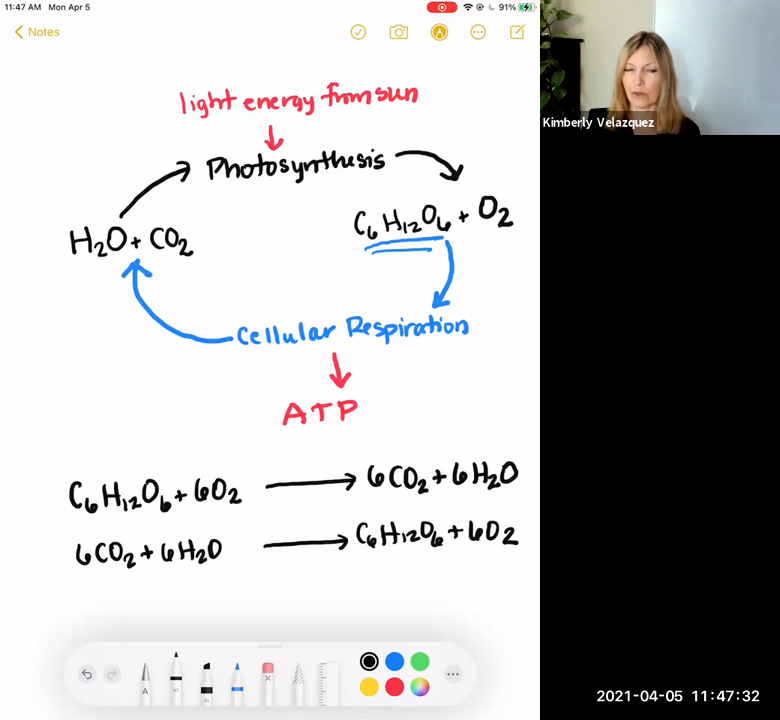 11:47 AM Mon Apr 5
91%
Notes
Kimberly Velazquez
light energy from sun
Photosynthesis
H₂O + CO₂
C₆H₁₂O₆ + O₂
Cellular Respiration
ATP
C₆H₁₂O₆ + 6O₂ → 6CO₂ + 6H₂O
6CO₂ + 6H₂O → C₆H₁₂O₆ + 6O₂
A
2021-04-05 11:47:32